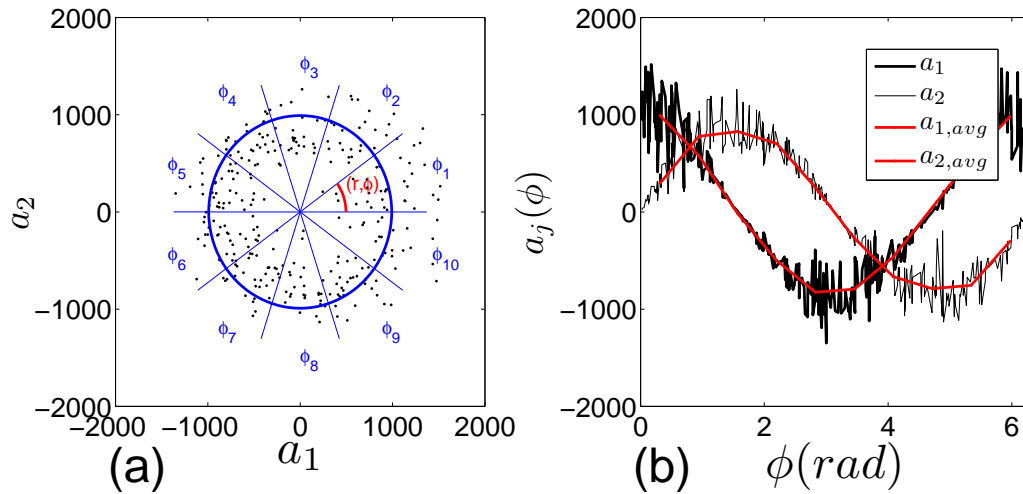 2000
1000
0
−1000
−2000
−2000
−1000
0
1000
2000
a₂
a₁
(a)
ϕ₃
ϕ₄
ϕ₂
ϕ₅
ϕ₁
(r,ϕ)
ϕ₆
ϕ₁₀
ϕ₇
ϕ₉
ϕ₈
2000
1000
0
−1000
−2000
0
2
4
6
aⱼ(ϕ)
ϕ(rad)
(b)
a₁
a₂
a₁,avg
a₂,avg